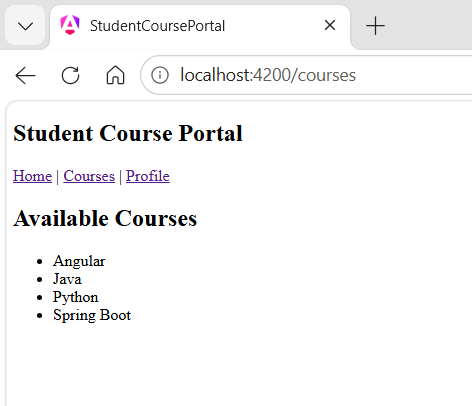 StudentCoursePortal
localhost:4200/courses
Student Course Portal
Home | Courses | Profile
Available Courses
Angular
Java
Python
Spring Boot